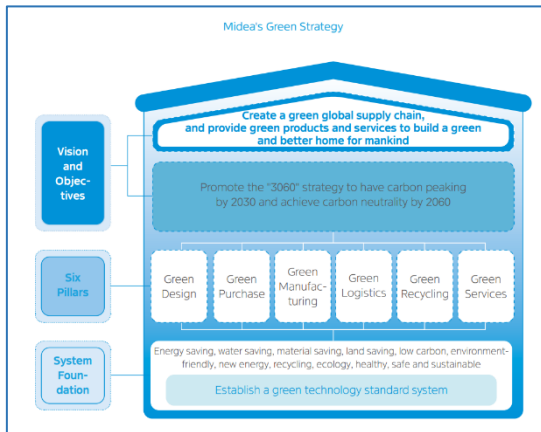 Midea's Green Strategy
Create a green global supply chain,
and provide green products and services to build a green
and better home for mankind
Vision
and
Objec-
tives
Promote the "3060" strategy to have carbon peaking
by 2030 and achieve carbon neutrality by 2060
Six
Pillars
Green
Design
Green
Purchase
Green
Manufac-
turing
Green
Logistics
Green
Recycling
Green
Services
System
Foun-
dation
Energy saving, water saving, material saving, land saving, low carbon, environment-
friendly, new energy, recycling, ecology, healthy, safe and sustainable
Establish a green technology standard system